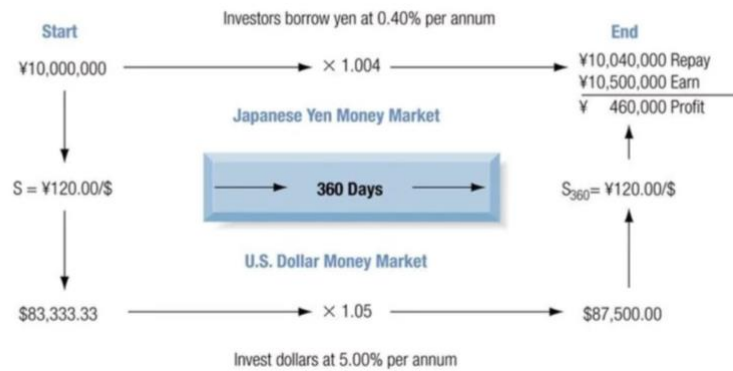 Investors borrow yen at 0.40% per annum
Start
End
¥10,000,000
× 1.004
¥10,040,000 Repay
¥10,500,000 Earn
¥ 460,000 Profit
Japanese Yen Money Market
S = ¥120.00/$
360 Days
S360= ¥120.00/$
U.S. Dollar Money Market
$83,333.33
× 1.05
$87,500.00
Invest dollars at 5.00% per annum